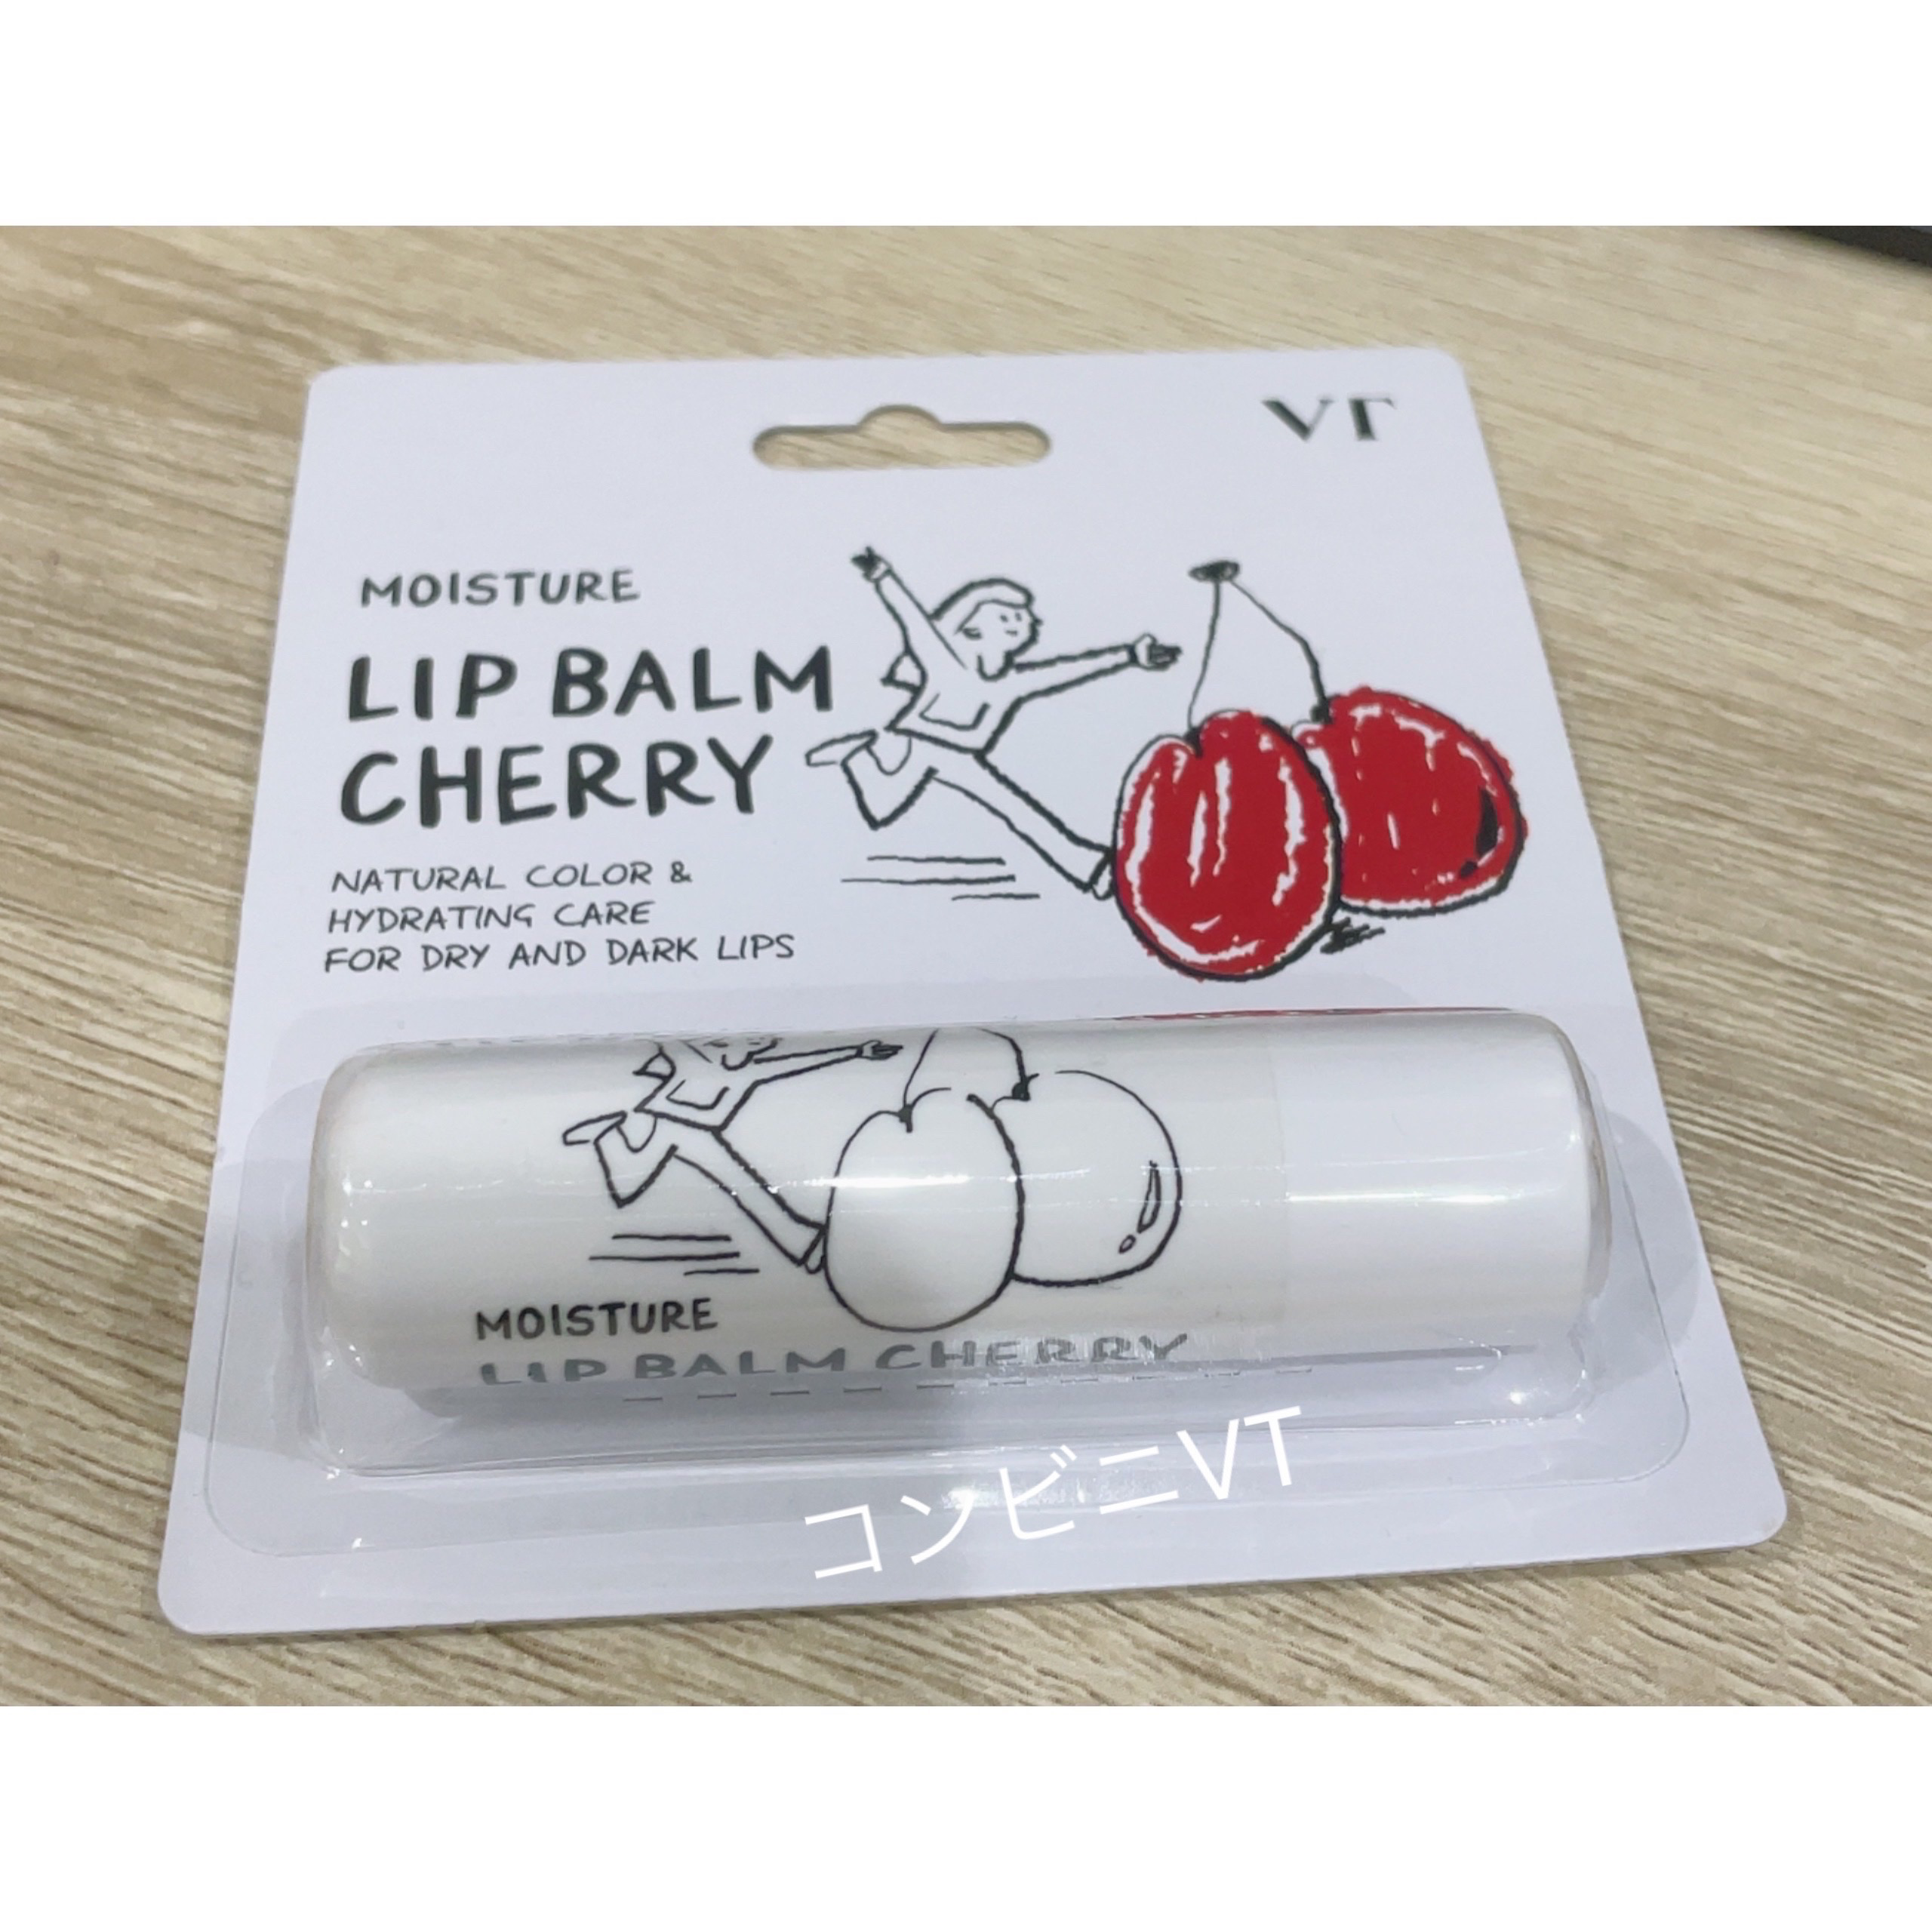 VT
MOISTURE
LIP BALM
CHERRY
NATURAL COLOR &
HYDRATING CARE
FOR DRY AND DARK LIPS
MOISTURE
LIP BALM CHERRY
コンビニVT